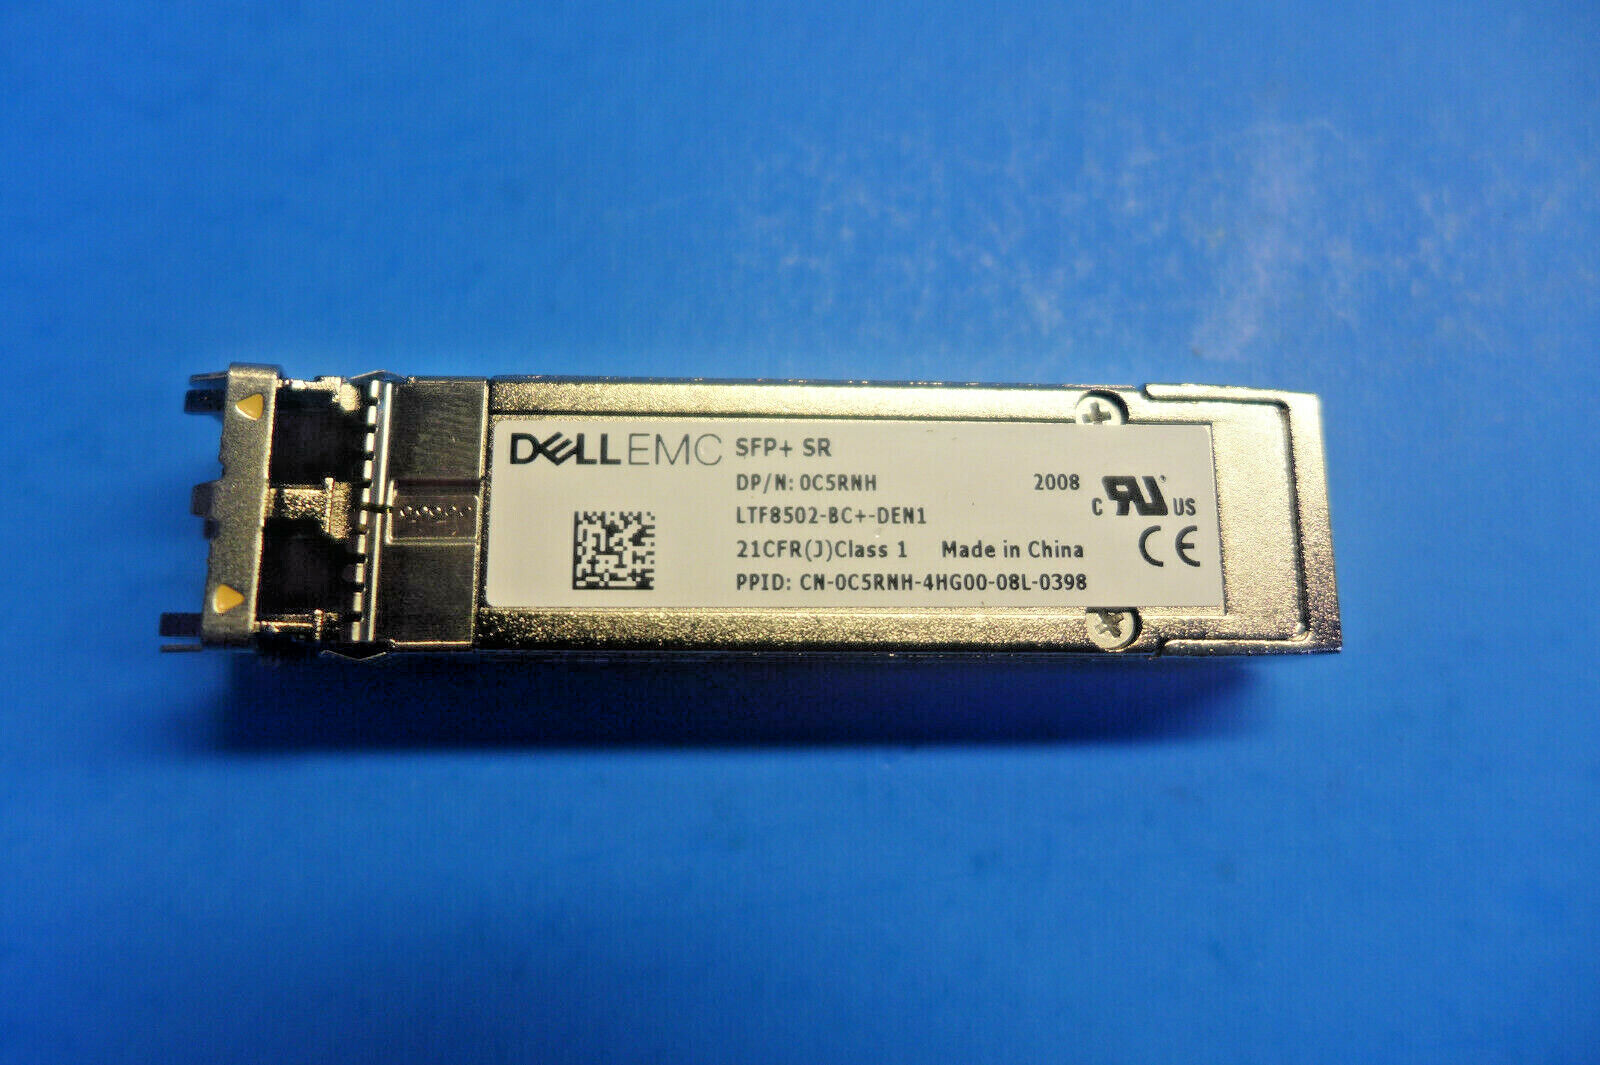 DELLEMC SFP+ SR
DP/N: 0C5RNH 2008
LTF8502-BC+-DEN1
C RU US
21CFR(J)Class 1 Made in China CE
PPID: CN-0C5RNH-4HG00-08L-0398